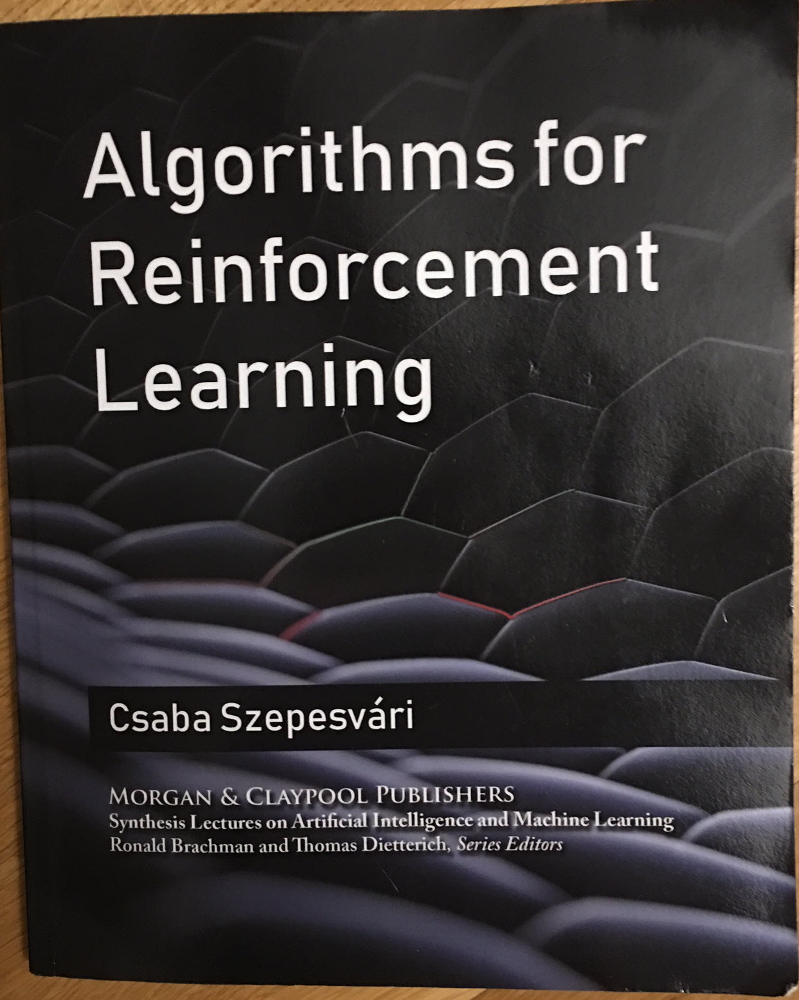 Algorithms for
Reinforcement
Learning
Csaba Szepesvári
MORGAN & CLAYPOOL PUBLISHERS
Synthesis Lectures on Artificial Intelligence and Machine Learning
Ronald Brachman and Thomas Dietterich, Series Editors